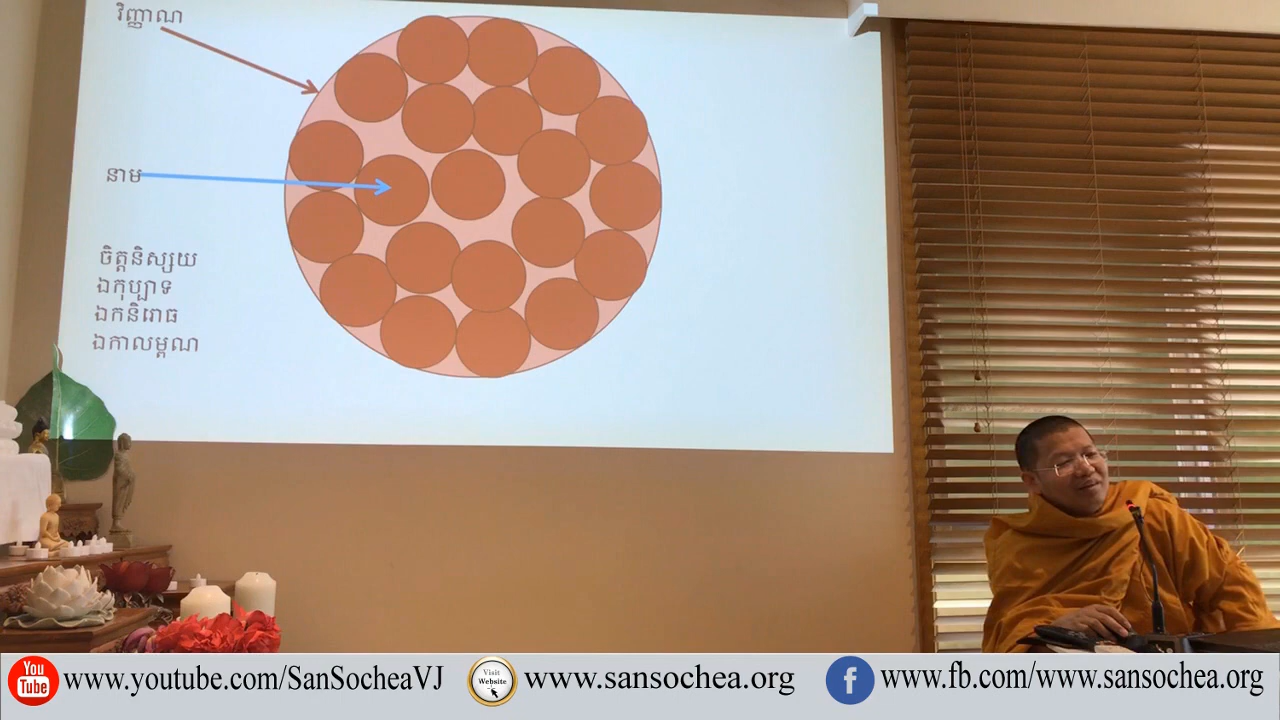 វិញ្ញាណ
នាម
ចិត្តនិស្សយ
ឯកុប្បាទ
ឯកនិរោធ
ឯកាលម្ពណ
You
Tube
www.youtube.com/SanSocheaVJ
Visit
Website
www.sansochea.org
f
www.fb.com/www.sansochea.org